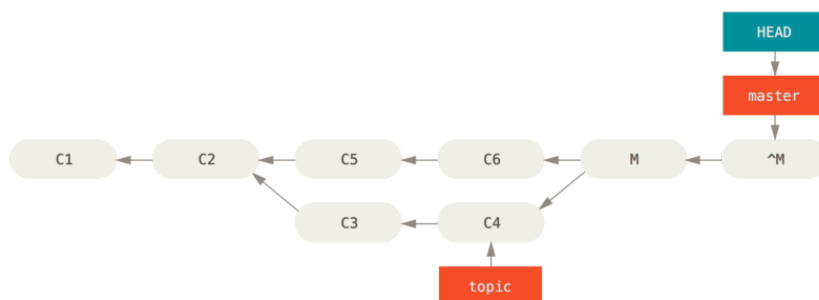 HEAD
master
C1 C2 C5 C6 M ^M
C3 C4
topic